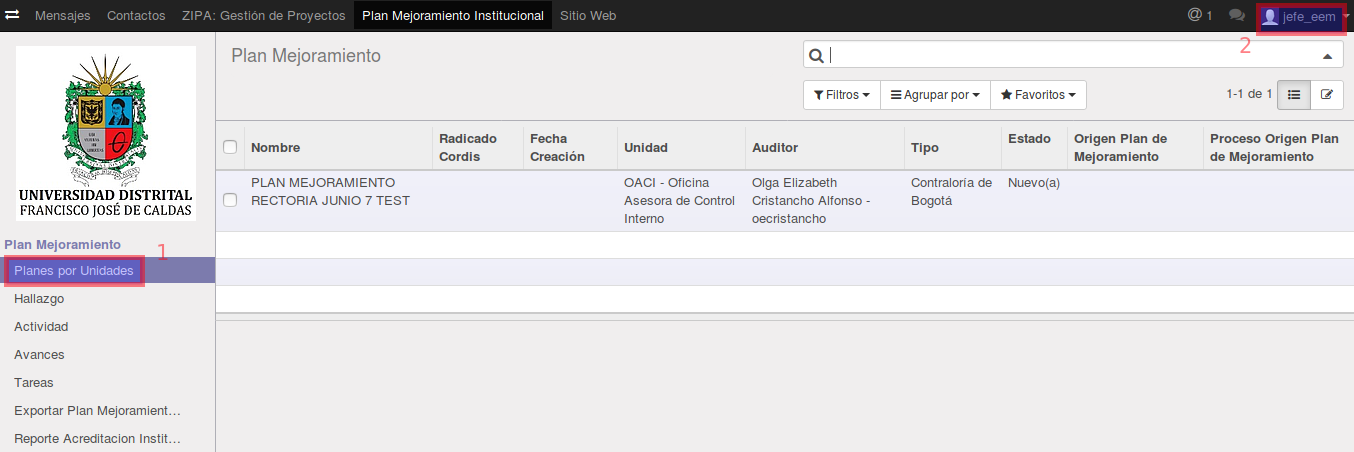 Mensajes Contactos ZIPA: Gestión de Proyectos Plan Mejoramiento Institucional Sitio Web @ 1 jefe_eem
2
Plan Mejoramiento
Filtros Agrupar por Favoritos 1-1 de 1
UNIVERSIDAD DISTRITAL
FRANCISCO JOSÉ DE CALDAS
Nombre Radicado Cordis Fecha Creación Unidad Auditor Tipo Estado Origen Plan de Mejoramiento Proceso Origen Plan de Mejoramiento
PLAN MEJORAMIENTO RECTORIA JUNIO 7 TEST OACI - Oficina Asesora de Control Interno Olga Elizabeth Cristancho Alfonso - oecristancho Contraloría de Bogotá Nuevo(a)
Plan Mejoramiento
1
Planes por Unidades
Hallazgo
Actividad
Avances
Tareas
Exportar Plan Mejoramient…
Reporte Acreditacion Instit…